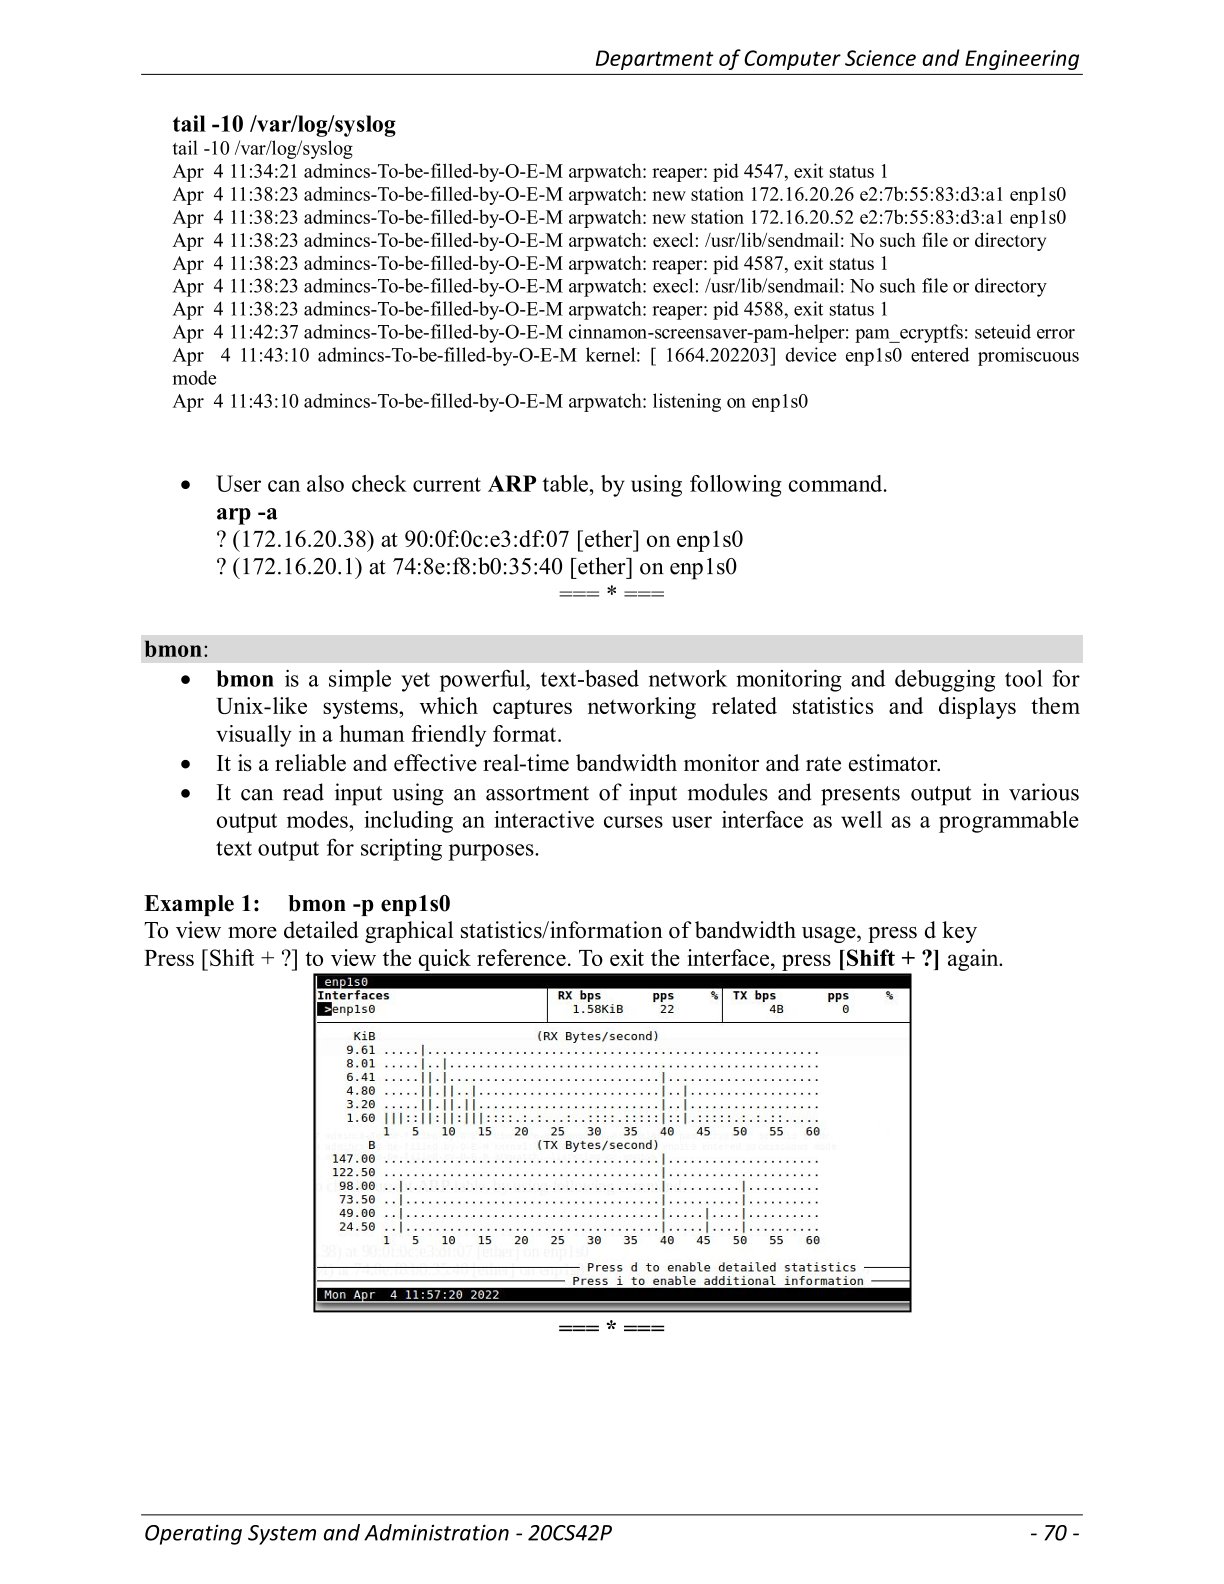 Department of Computer Science and Engineering
tail -10 /var/log/syslog
tail -10 /var/log/syslog
Apr 4 11:34:21 admincs-To-be-filled-by-O-E-M arpwatch: reaper: pid 4547, exit status 1
Apr 4 11:38:23 admincs-To-be-filled-by-O-E-M arpwatch: new station 172.16.20.26 e2:7b:55:83:d3:a1 enp1s0
Apr 4 11:38:23 admincs-To-be-filled-by-O-E-M arpwatch: new station 172.16.20.52 e2:7b:55:83:d3:a1 enp1s0
Apr 4 11:38:23 admincs-To-be-filled-by-O-E-M arpwatch: execl: /usr/lib/sendmail: No such file or directory
Apr 4 11:38:23 admincs-To-be-filled-by-O-E-M arpwatch: reaper: pid 4587, exit status 1
Apr 4 11:38:23 admincs-To-be-filled-by-O-E-M arpwatch: execl: /usr/lib/sendmail: No such file or directory
Apr 4 11:38:23 admincs-To-be-filled-by-O-E-M arpwatch: reaper: pid 4588, exit status 1
Apr 4 11:42:37 admincs-To-be-filled-by-O-E-M cinnamon-screensaver-pam-helper: pam_ecryptfs: seteuid error
Apr 4 11:43:10 admincs-To-be-filled-by-O-E-M kernel: [ 1664.202203] device enp1s0 entered promiscuous
mode
Apr 4 11:43:10 admincs-To-be-filled-by-O-E-M arpwatch: listening on enp1s0
• User can also check current ARP table, by using following command.
arp -a
? (172.16.20.38) at 90:0f:0c:e3:df:07 [ether] on enp1s0
? (172.16.20.1) at 74:8e:f8:b0:35:40 [ether] on enp1s0
=== * ===
bmon:
• bmon is a simple yet powerful, text-based network monitoring and debugging tool for
Unix-like systems, which captures networking related statistics and displays them
visually in a human friendly format.
• It is a reliable and effective real-time bandwidth monitor and rate estimator.
• It can read input using an assortment of input modules and presents output in various
output modes, including an interactive curses user interface as well as a programmable
text output for scripting purposes.
Example 1: bmon -p enp1s0
To view more detailed graphical statistics/information of bandwidth usage, press d key
Press [Shift + ?] to view the quick reference. To exit the interface, press [Shift + ?] again.
enp1s0
Interfaces RX bps pps % TX bps pps %
>enp1s0 1.58KiB 22 4B 0
KiB (RX Bytes/second)
9.61 .....|......................................................
8.01 .....|..|...................................................
6.41 .....||.|.............................|.....................
4.80 .....||.||..|.........................|..|..................
3.20 .....||.||.||.........................|..|..................
1.60 |||::||:||:|||::::.:.:...:..::::.:::::|::|.:::::.:.:.::.....
1 5 10 15 20 25 30 35 40 45 50 55 60
B (TX Bytes/second)
147.00 ......................................|.....................
122.50 ......................................|.....................
98.00 ..|...................................|..........|..........
73.50 ..|...................................|..........|..........
49.00 ..|...................................|.....|....|..........
24.50 ..|...................................|.....|....|..........
1 5 10 15 20 25 30 35 40 45 50 55 60
Press d to enable detailed statistics
Press i to enable additional information
Mon Apr 4 11:57:20 2022
=== * ===
Operating System and Administration - 20CS42P - 70 -